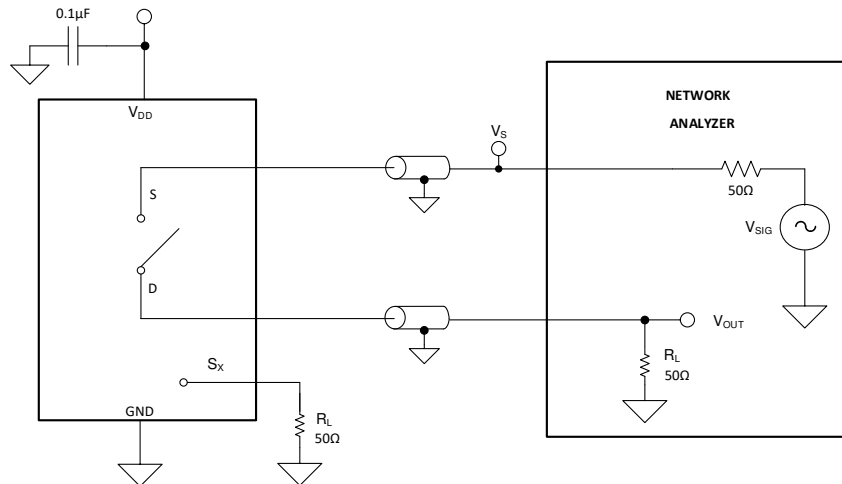 0.1µF
V_DD
NETWORK
ANALYZER
V_S
S
50Ω
V_SIG
D
V_OUT
S_X
R_L
50Ω
GND
R_L
50Ω